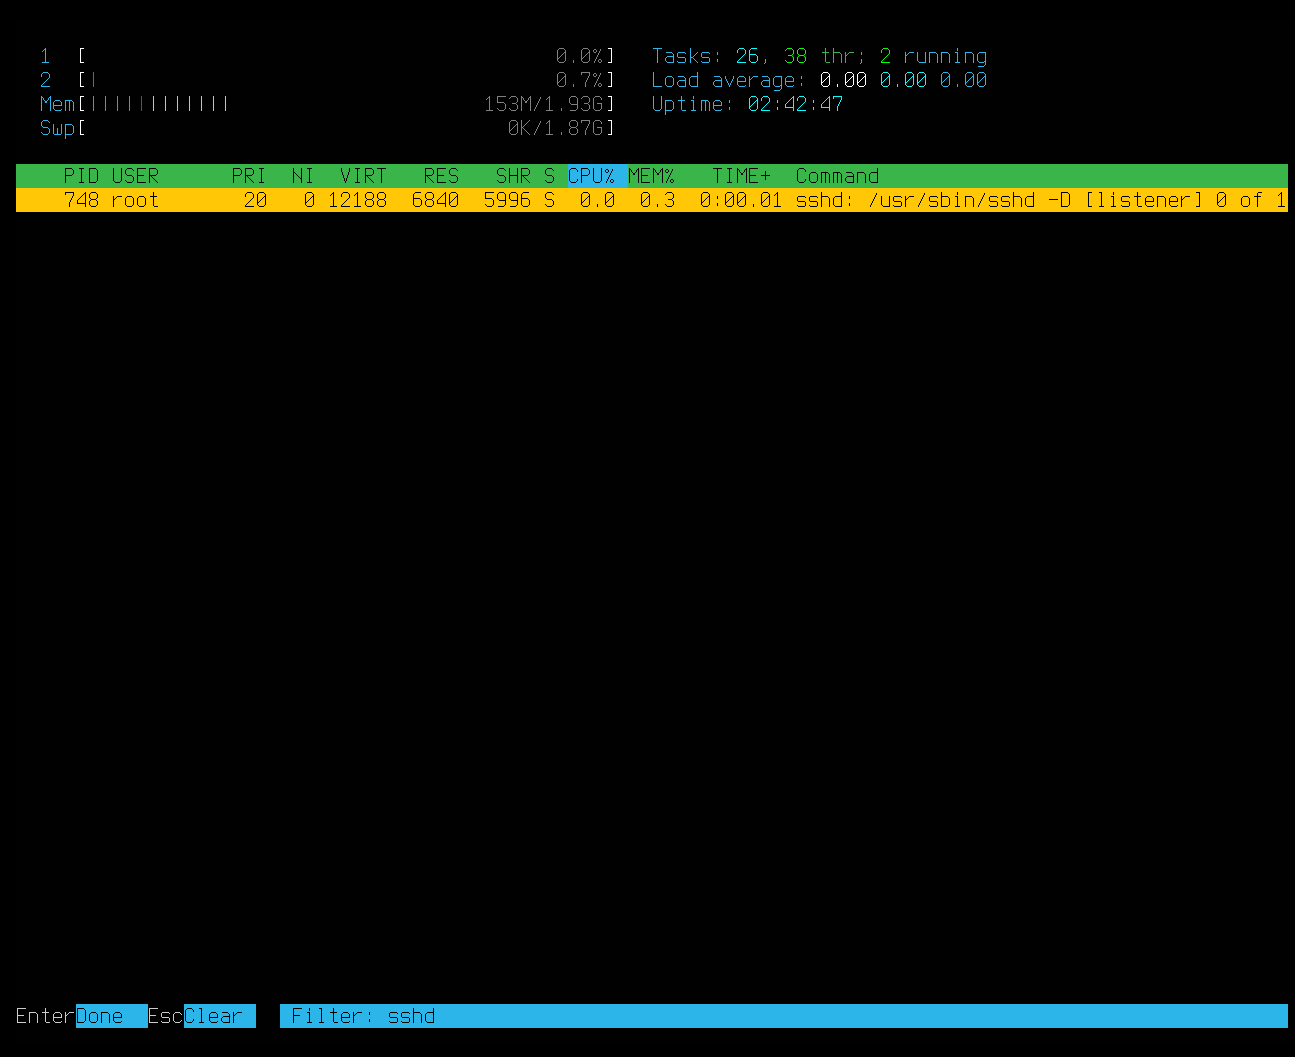 1 [ 0.0%] Tasks: 26, 38 thr; 2 running
2 [| 0.7%] Load average: 0.00 0.00 0.00
Mem[|||||||||||| 153M/1.93G] Uptime: 02:42:47
Swp[ 0K/1.87G]
PID USER PRI NI VIRT RES SHR S CPU% MEM% TIME+ Command
748 root 20 0 12188 6840 5996 S 0.0 0.3 0:00.01 sshd: /usr/sbin/sshd -D [listener] 0 of 1
EnterDone EscClear Filter: sshd